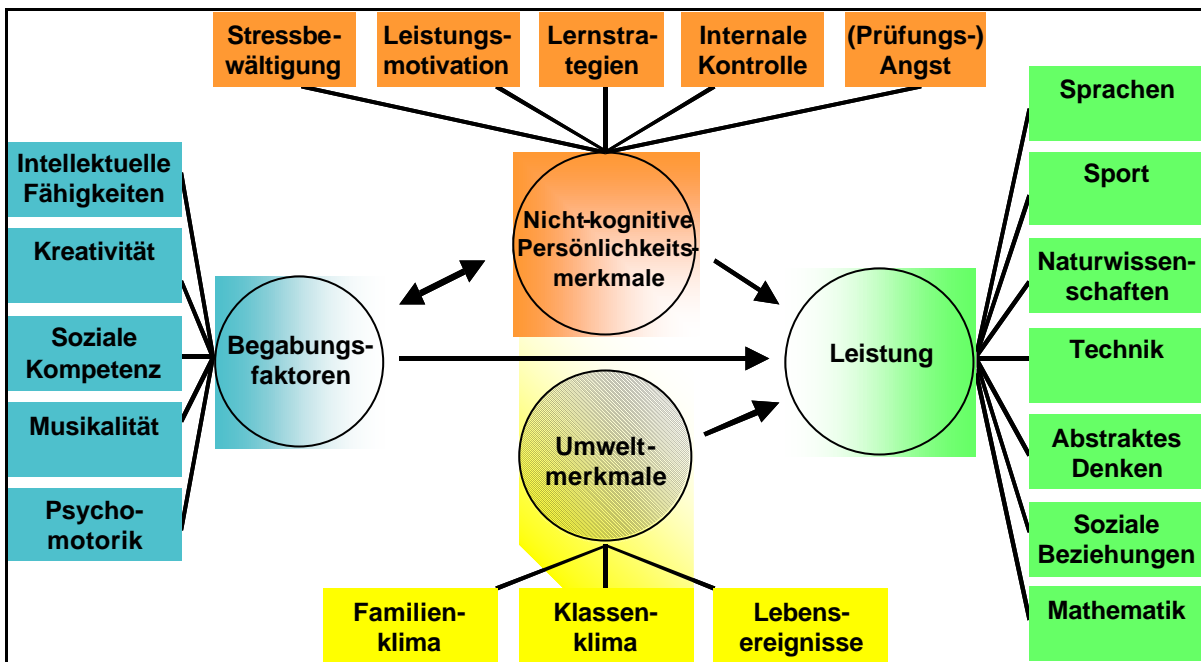 Stressbe-
wältigung
Leistungs-
motivation
Lernstra-
tegien
Internale
Kontrolle
(Prüfungs-)
Angst
Intellektuelle
Fähigkeiten
Kreativität
Soziale
Kompetenz
Musikalität
Psycho-
motorik
Begabungs-
faktoren
Nicht-kognitive
Persönlichkeits-
merkmale
Umwelt-
merkmale
Familien-
klima
Klassen-
klima
Lebens-
ereignisse
Leistung
Sprachen
Sport
Naturwissen-
schaften
Technik
Abstraktes
Denken
Soziale
Beziehungen
Mathematik